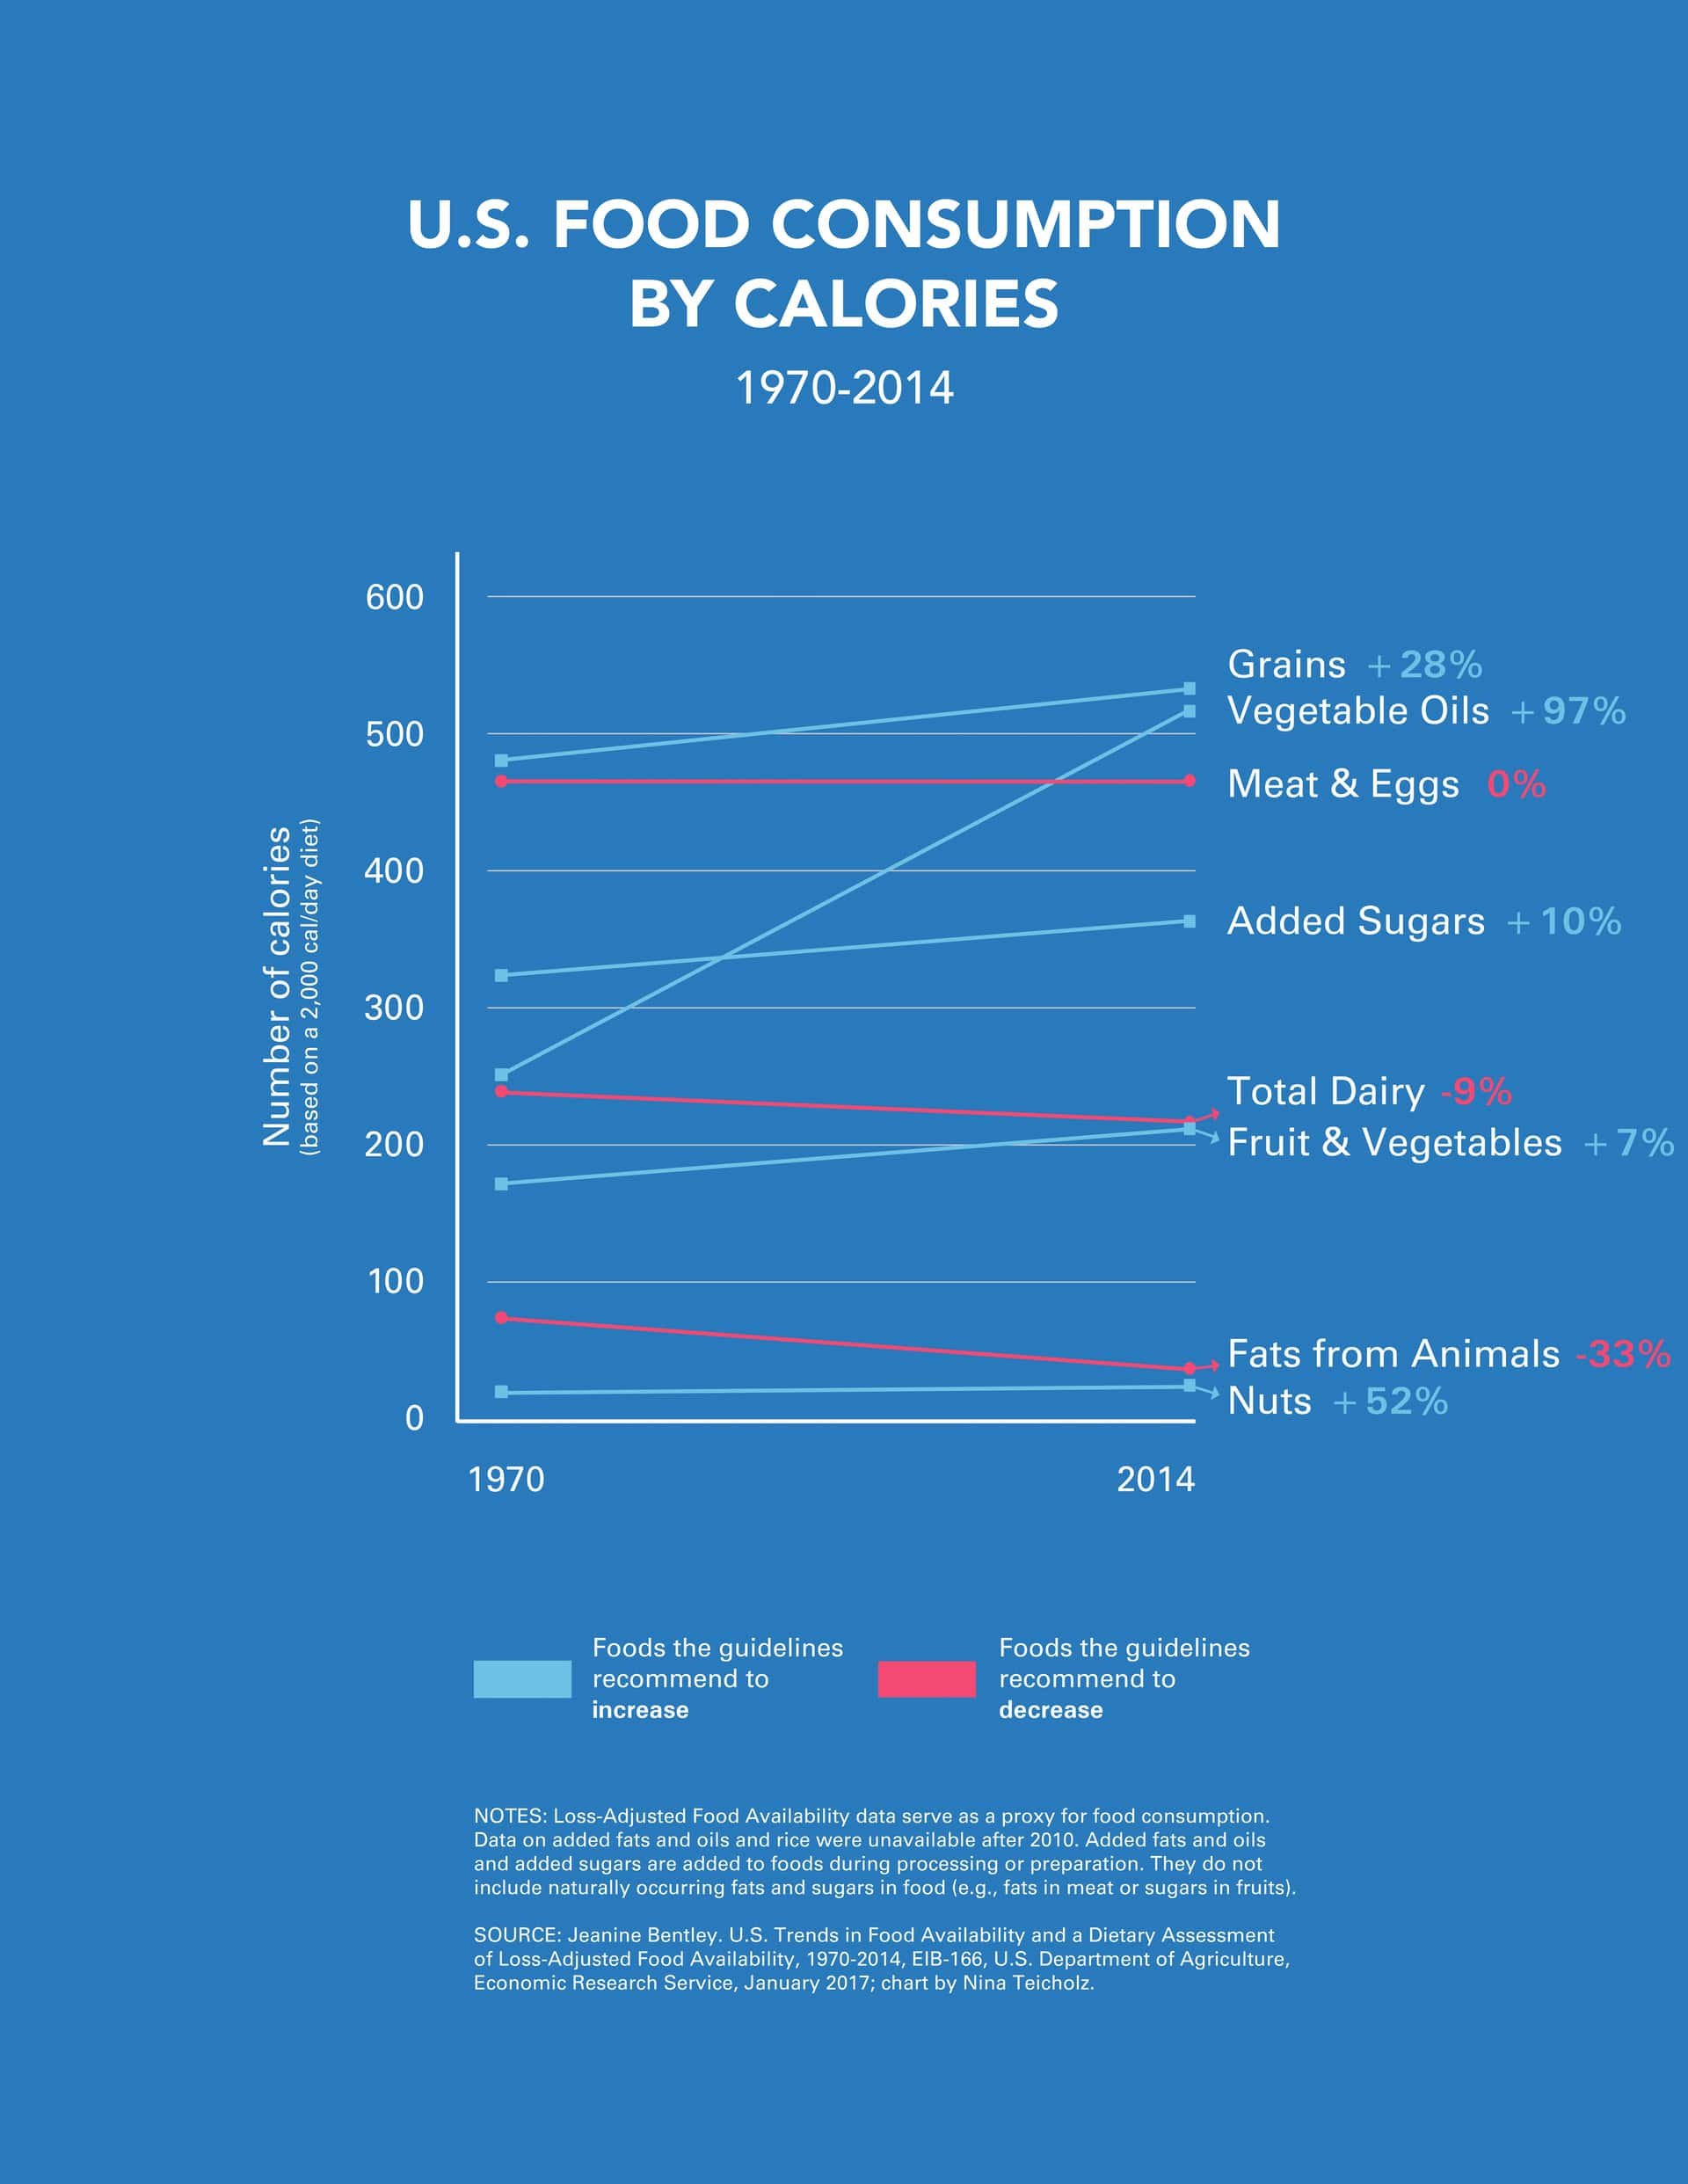 U.S. FOOD CONSUMPTION
BY CALORIES
1970-2014
600
500
400
300
200
100
0
Number of calories
(based on a 2,000 cal/day diet)
Grains +28%
Vegetable Oils +97%
Meat & Eggs 0%
Added Sugars +10%
Total Dairy -9%
Fruit & Vegetables +7%
Fats from Animals -33%
Nuts +52%
1970
2014
Foods the guidelines
recommend to
increase
Foods the guidelines
recommend to
decrease
NOTES: Loss-Adjusted Food Availability data serve as a proxy for food consumption.
Data on added fats and oils and rice were unavailable after 2010. Added fats and oils
and added sugars are added to foods during processing or preparation. They do not
include naturally occurring fats and sugars in food (e.g., fats in meat or sugars in fruits).
SOURCE: Jeanine Bentley. U.S. Trends in Food Availability and a Dietary Assessment
of Loss-Adjusted Food Availability, 1970-2014, EIB-166, U.S. Department of Agriculture,
Economic Research Service, January 2017; chart by Nina Teicholz.